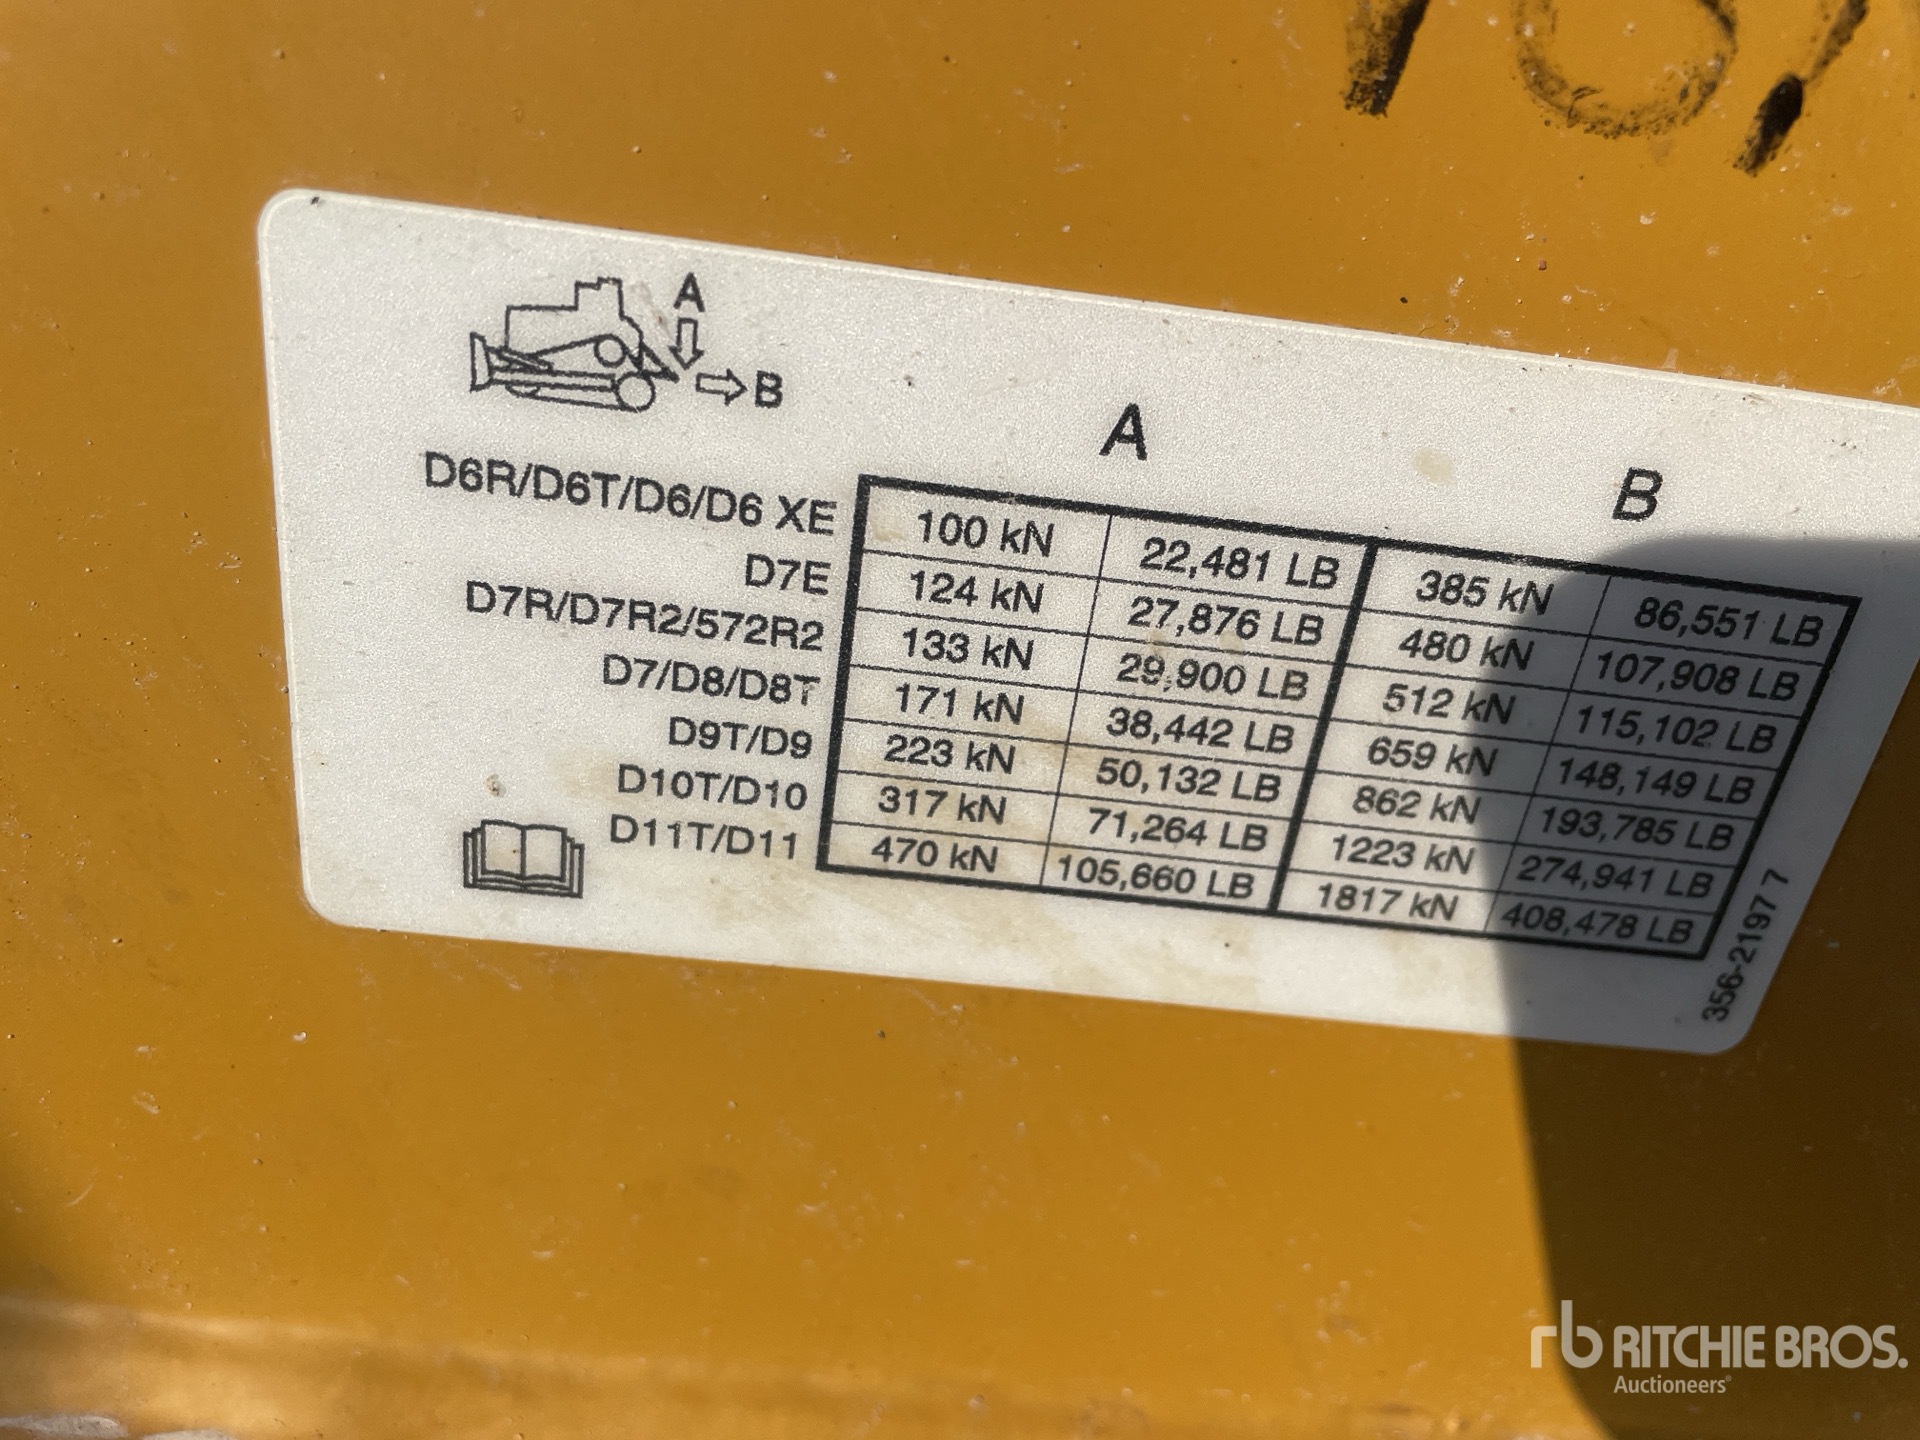 A
B
A
B
D6R/D6T/D6/D6 XE 100 kN 22,481 LB 385 kN 86,551 LB
D7E 124 kN 27,876 LB 480 kN 107,908 LB
D7R/D7R2/572R2 133 kN 29,900 LB 512 kN 115,102 LB
D7/D8/D8T 171 kN 38,442 LB 659 kN 148,149 LB
D9T/D9 223 kN 50,132 LB 862 kN 193,785 LB
D10T/D10 317 kN 71,264 LB 1223 kN 274,941 LB
D11T/D11 470 kN 105,660 LB 1817 kN 408,478 LB
356-2197 7
rb RITCHIE BROS.
Auctioneers